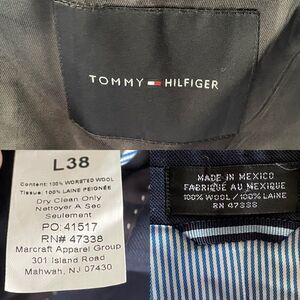 TOMMY HILFIGER
L38
Content: 100% WORSTED WOOL
Tissue: 100% LAINE PEIGNÉE
Dry Clean Only
Nettoyer A Sec
Seulement
PO: 41517
RN# 47338
Marcraft Apparel Group
301 Island Road
Mahwah, NJ 07430
MADE IN MEXICO
FABRIQUÉ AU MEXIQUE
100% WOOL / 100% LAINE
RN 47338